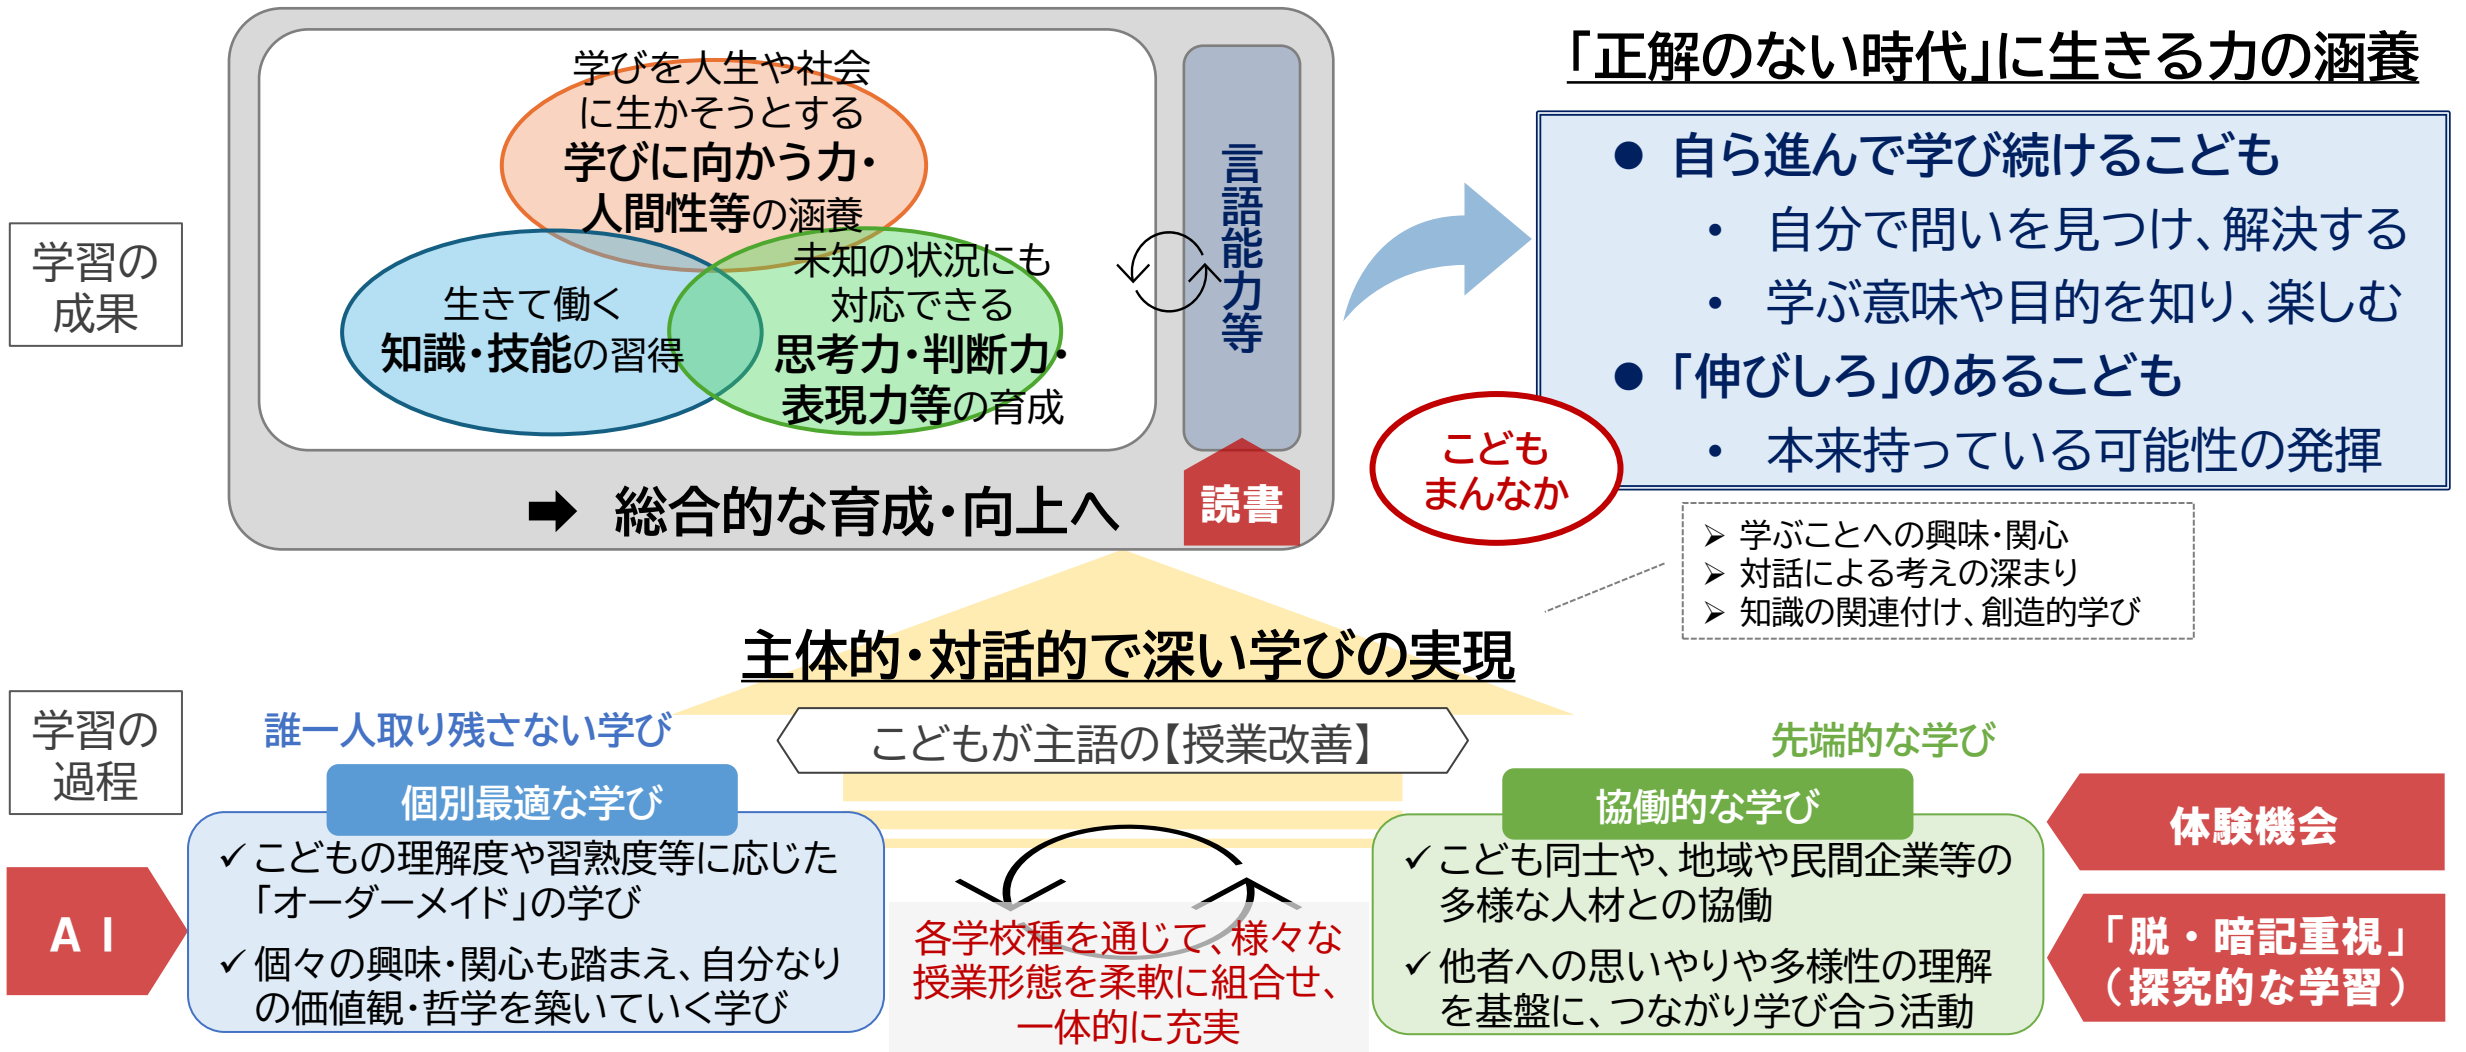 学習の
成果
学びを人生や社会
に生かそうとする
学びに向かう力・
人間性等の涵養
生きて働く
知識・技能の習得
未知の状況にも
対応できる
思考力・判断力・
表現力等の育成
言語能力等
読書
➡ 総合的な育成・向上へ
「正解のない時代」に生きる力の涵養
● 自ら進んで学び続けるこども
• 自分で問いを見つけ、解決する
• 学ぶ意味や目的を知り、楽しむ
● 「伸びしろ」のあるこども
• 本来持っている可能性の発揮
こども
まんなか
➢ 学ぶことへの興味・関心
➢ 対話による考えの深まり
➢ 知識の関連付け、創造的学び
主体的・対話的で深い学びの実現
学習の
過程
こどもが主語の【授業改善】
誰一人取り残さない学び
個別最適な学び
✓ こどもの理解度や習熟度等に応じた
「オーダーメイド」の学び
✓ 個々の興味・関心も踏まえ、自分なり
の価値観・哲学を築いていく学び
ＡＩ
各学校種を通じて、様々な
授業形態を柔軟に組合せ、
一体的に充実
先端的な学び
協働的な学び
✓ こども同士や、地域や民間企業等の
多様な人材との協働
✓ 他者への思いやりや多様性の理解
を基盤に、つながり学び合う活動
体験機会
「脱・暗記重視」
（探究的な学習）